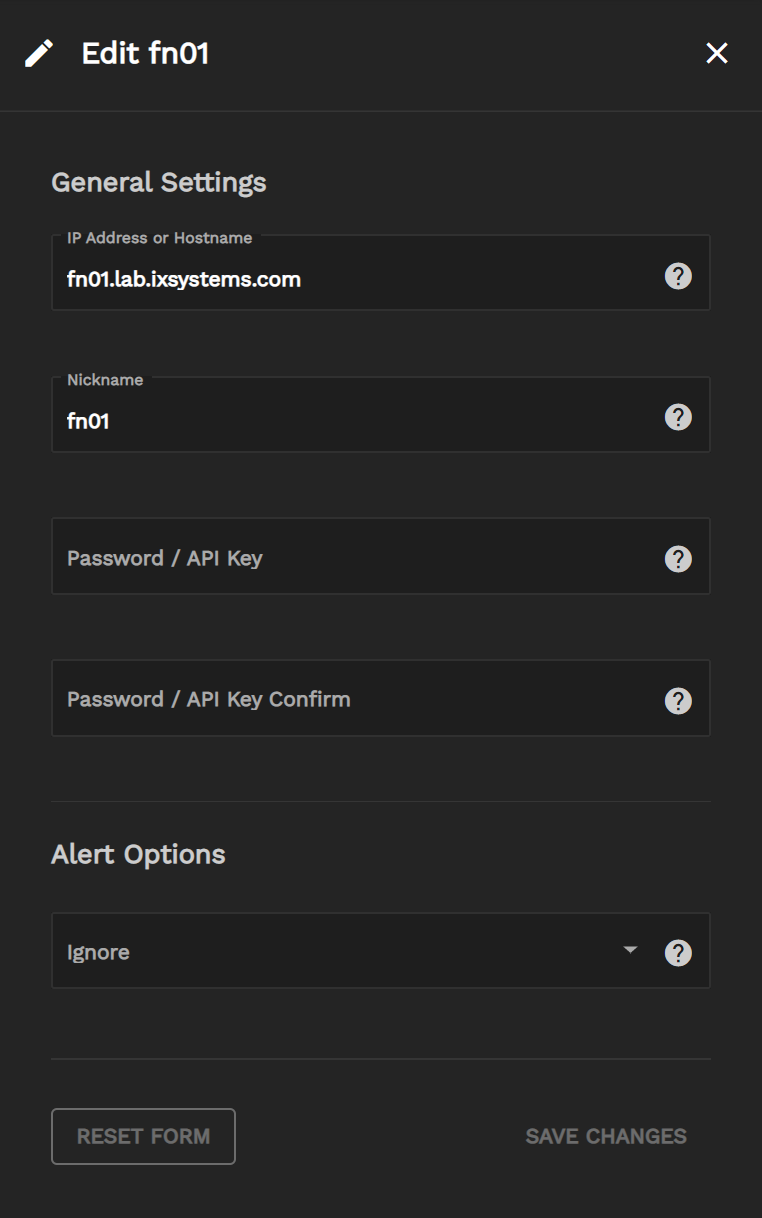 Edit fn01
General Settings
IP Address or Hostname
fn01.lab.ixsystems.com
?
Nickname
fn01
?
Password / API Key
?
Password / API Key Confirm
?
Alert Options
Ignore
?
RESET FORM
SAVE CHANGES